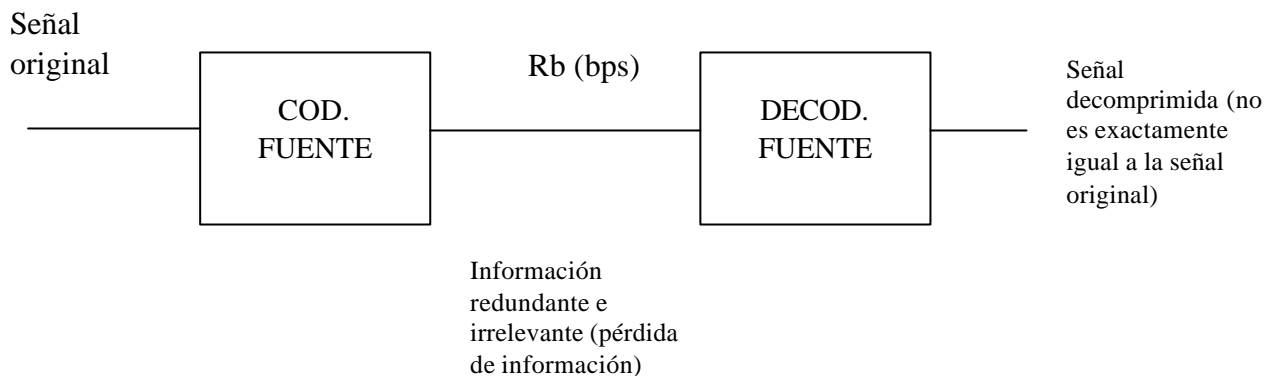 Señal
original
COD.
FUENTE
Rb (bps)
DECOD.
FUENTE
Señal
decomprimida (no
es exactamente
igual a la señal
original)
Información
redundante e
irrelevante (pérdida
de información)